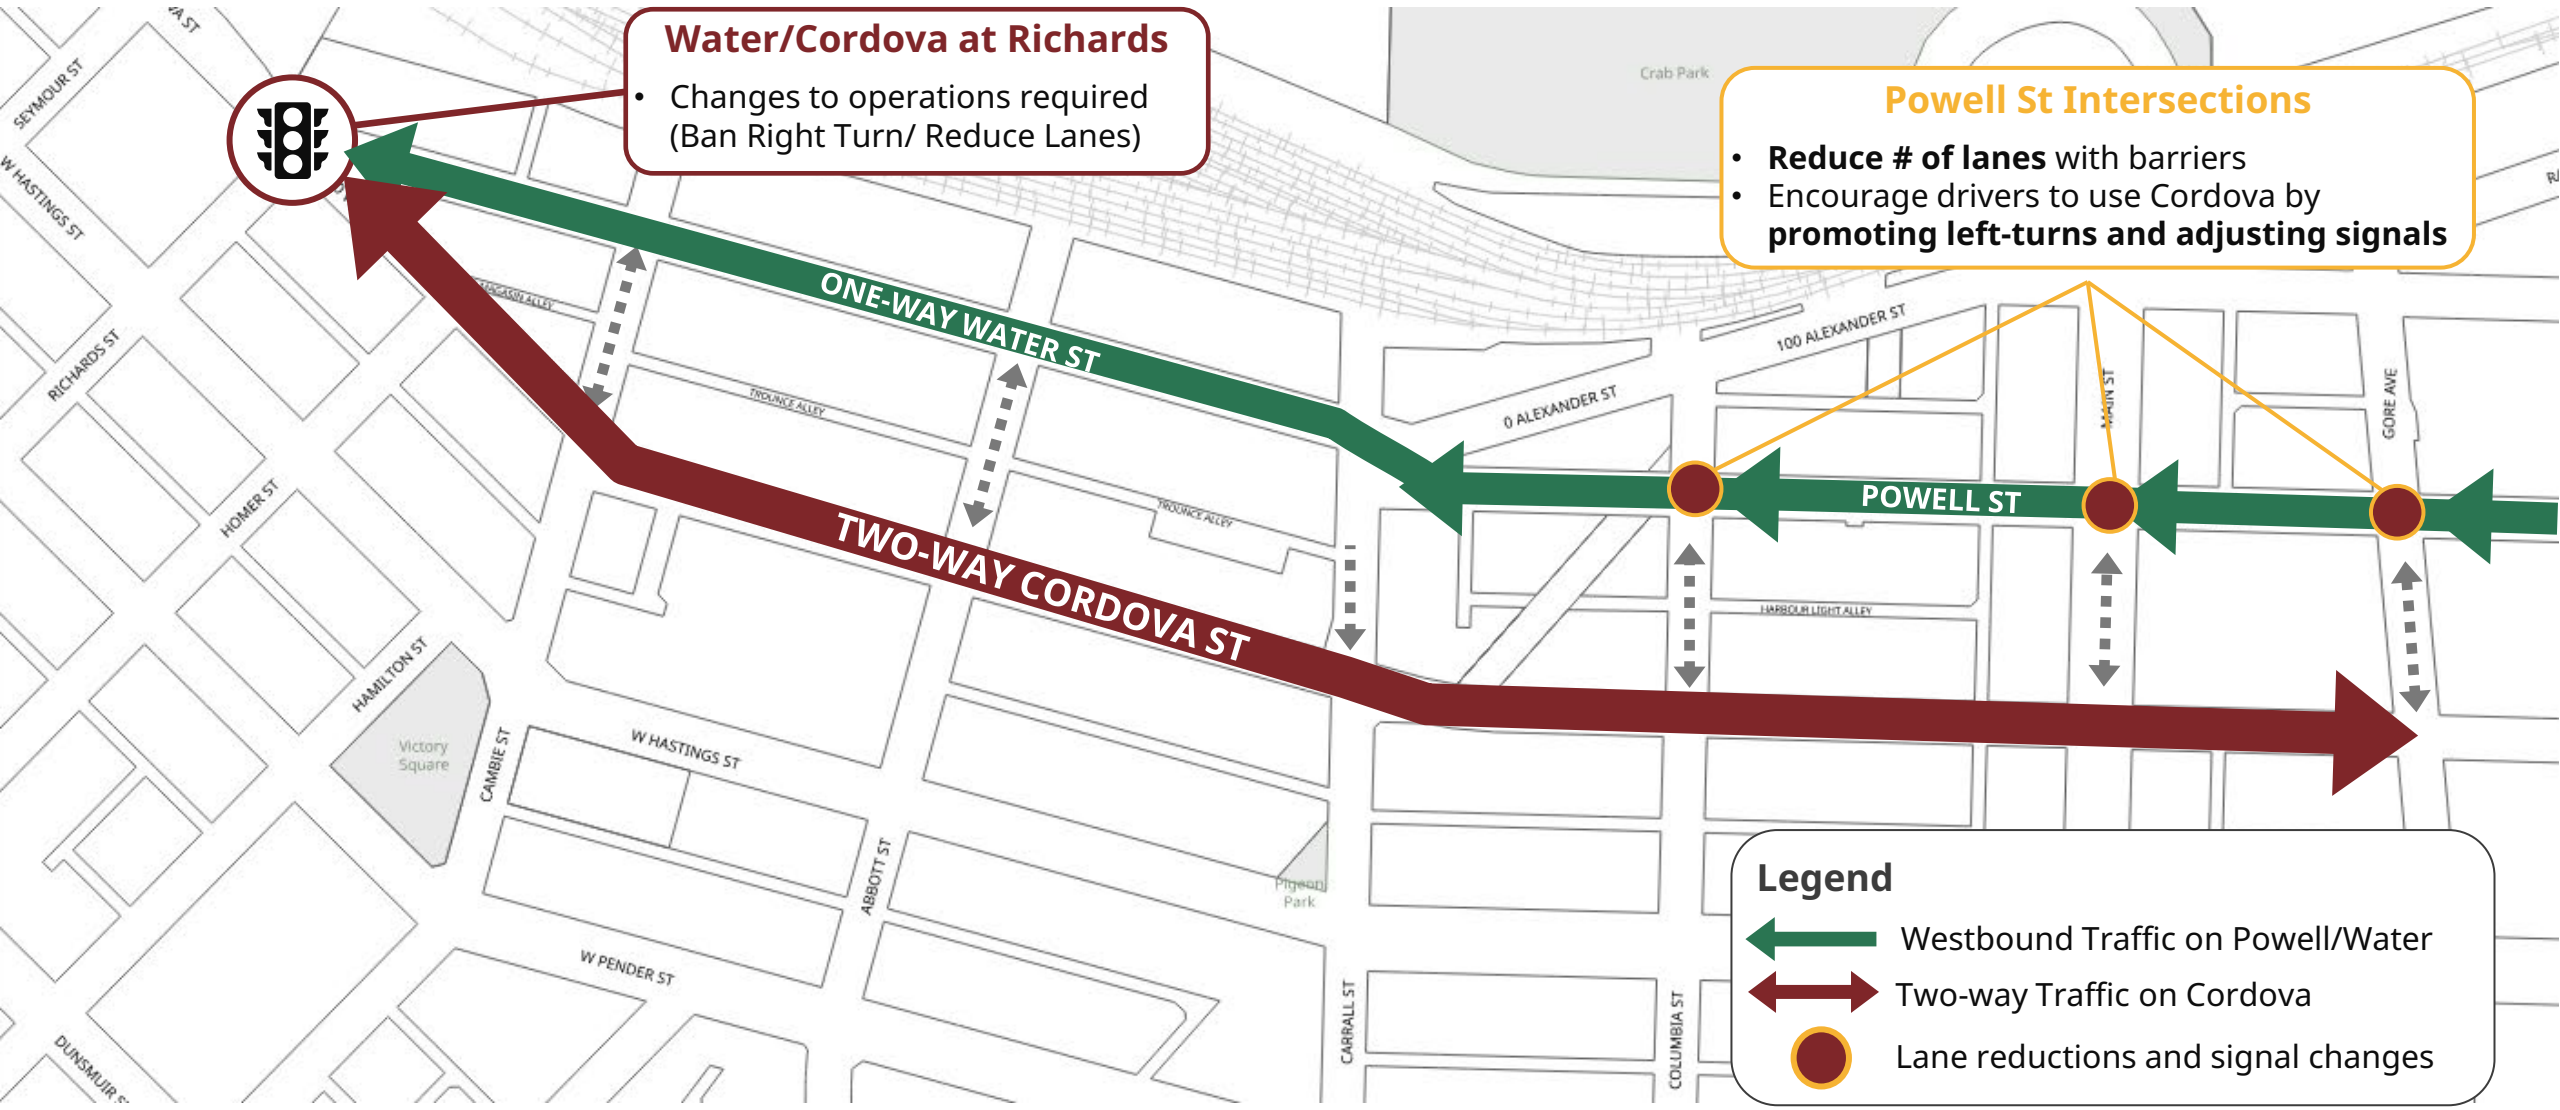 Water/Cordova at Richards
• Changes to operations required
(Ban Right Turn/ Reduce Lanes)
Crab Park
Powell St Intersections
• Reduce # of lanes with barriers
• Encourage drivers to use Cordova by
promoting left-turns and adjusting signals
SEYMOUR ST
W HASTINGS ST
RICHARDS ST
HOMER ST
HAMILTON ST
MAGASIN ALLEY
ONE-WAY WATER ST
TROUNCE ALLEY
TROUNCE ALLEY
100 ALEXANDER ST
0 ALEXANDER ST
MAIN ST
GORE AVE
POWELL ST
HARBOUR LIGHT ALLEY
TWO-WAY CORDOVA ST
Victory
Square
CAMBIE ST
W HASTINGS ST
ABBOTT ST
Pigeon
Park
W PENDER ST
DUNSMUIR
CARRALL ST
COLUMBIA ST
Legend
Westbound Traffic on Powell/Water
Two-way Traffic on Cordova
Lane reductions and signal changes